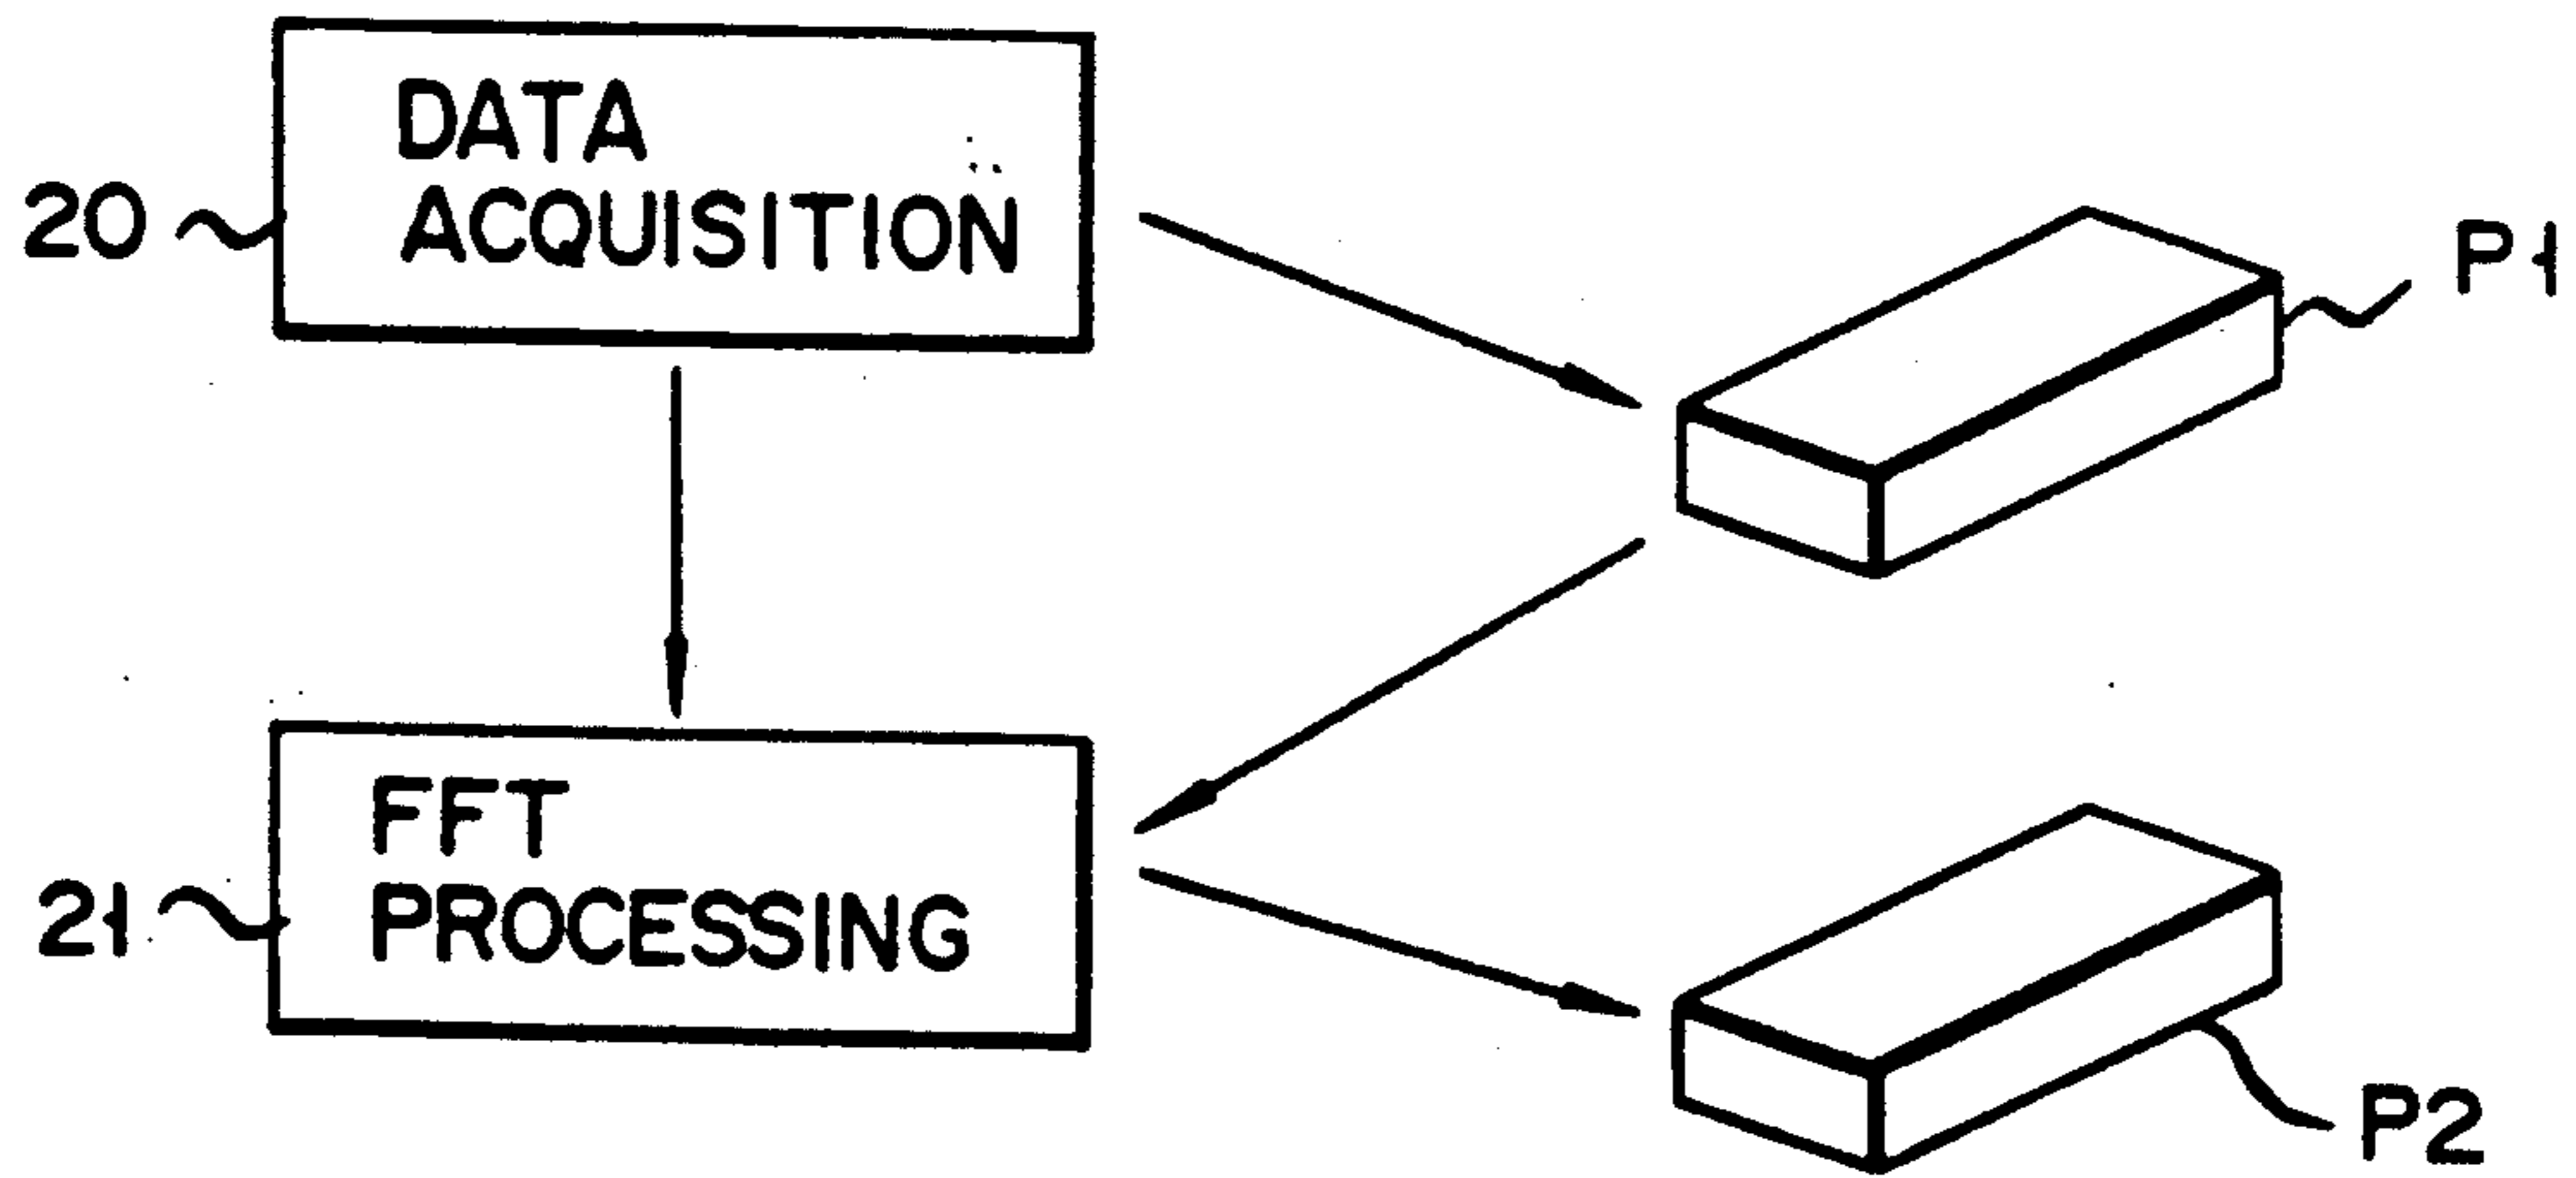 DATA
ACQUISITION
20
P1
FFT
PROCESSING
21
P2